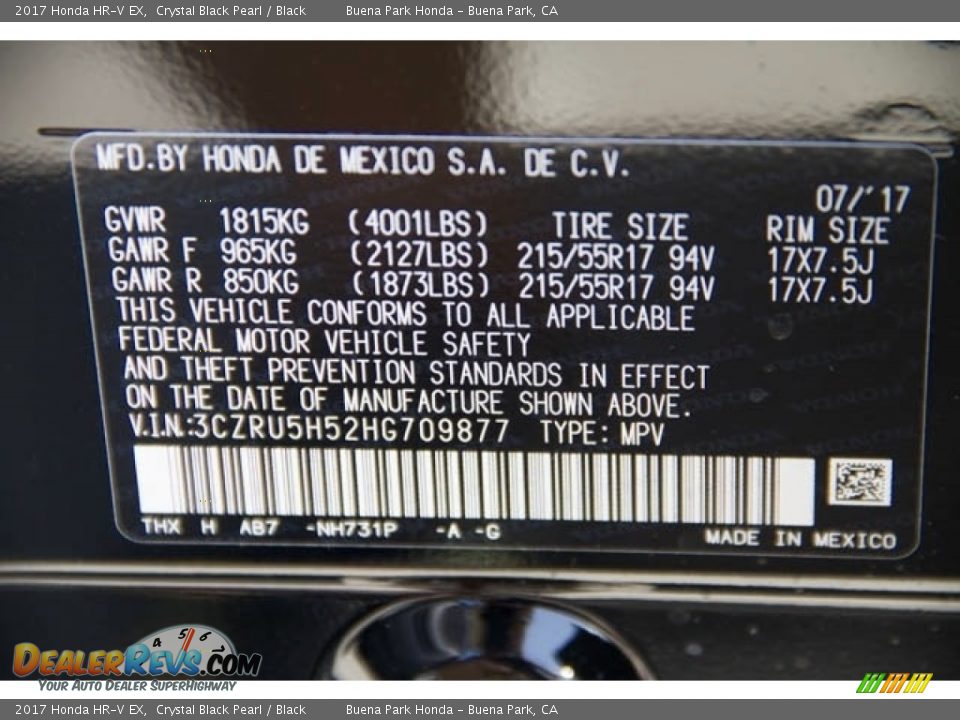 2017 Honda HR-V EX,  Crystal Black Pearl / Black  Buena Park Honda - Buena Park, CA
MFD.BY HONDA DE MEXICO S.A. DE C.V.
07/'17
GVWR 1815KG (4001LBS) TIRE SIZE RIM SIZE
GAWR F 965KG (2127LBS) 215/55R17 94V 17X7.5J
GAWR R 850KG (1873LBS) 215/55R17 94V 17X7.5J
THIS VEHICLE CONFORMS TO ALL APPLICABLE
FEDERAL MOTOR VEHICLE SAFETY
AND THEFT PREVENTION STANDARDS IN EFFECT
ON THE DATE OF MANUFACTURE SHOWN ABOVE.
V.I.N.:3CZRU5H52HG709877 TYPE: MPV
THX H AB7 -NH731P -A -G MADE IN MEXICO
4 5 6
DEALERREVS.COM
YOUR AUTO DEALER SUPERHIGHWAY
2017 Honda HR-V EX,  Crystal Black Pearl / Black  Buena Park Honda - Buena Park, CA